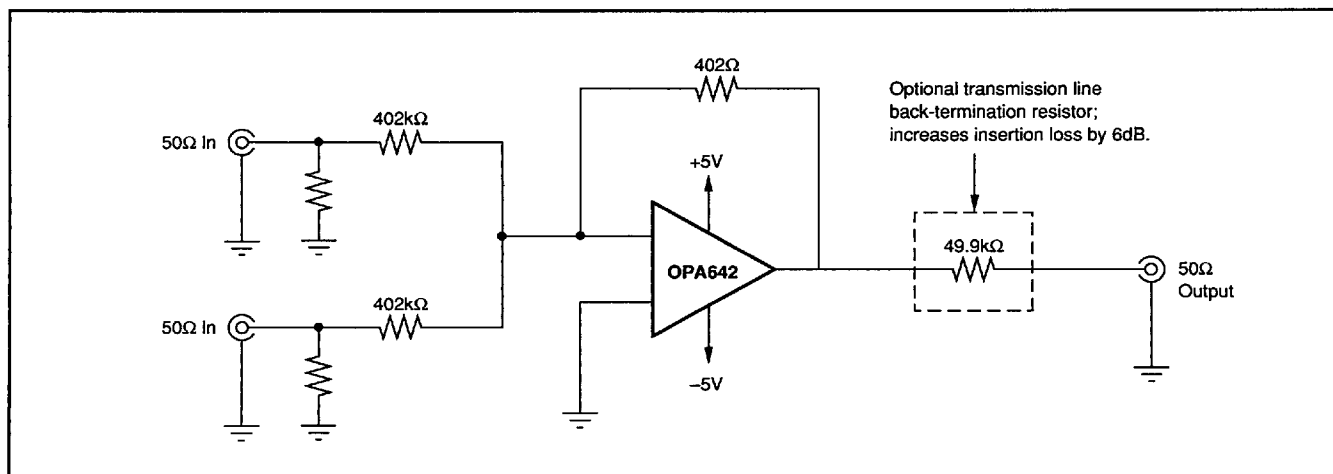 402Ω
Optional transmission line
back-termination resistor;
increases insertion loss by 6dB.
402kΩ
50Ω In
+5V
OPA642
49.9kΩ
50Ω
Output
402kΩ
50Ω In
–5V